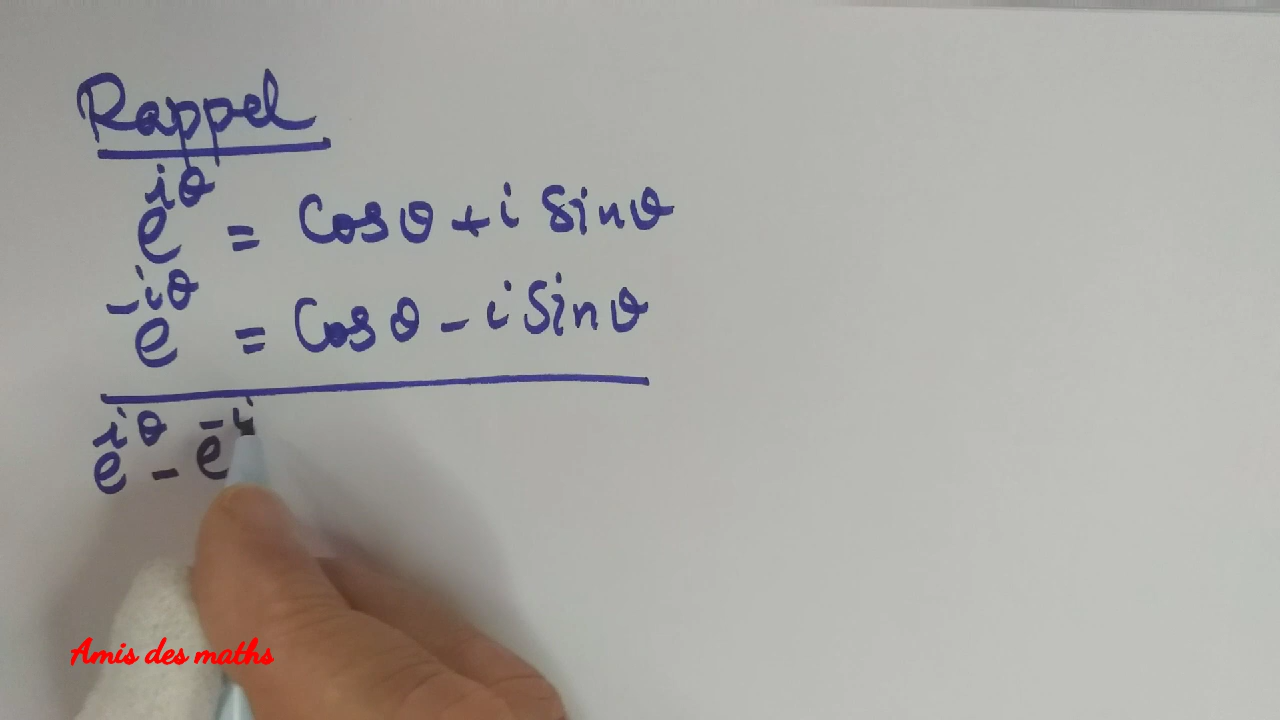 Rappel
e^{iθ} = cosθ + i sinθ
e^{-iθ} = cosθ - i sinθ
e^{iθ} - e^{-i
Amis des maths